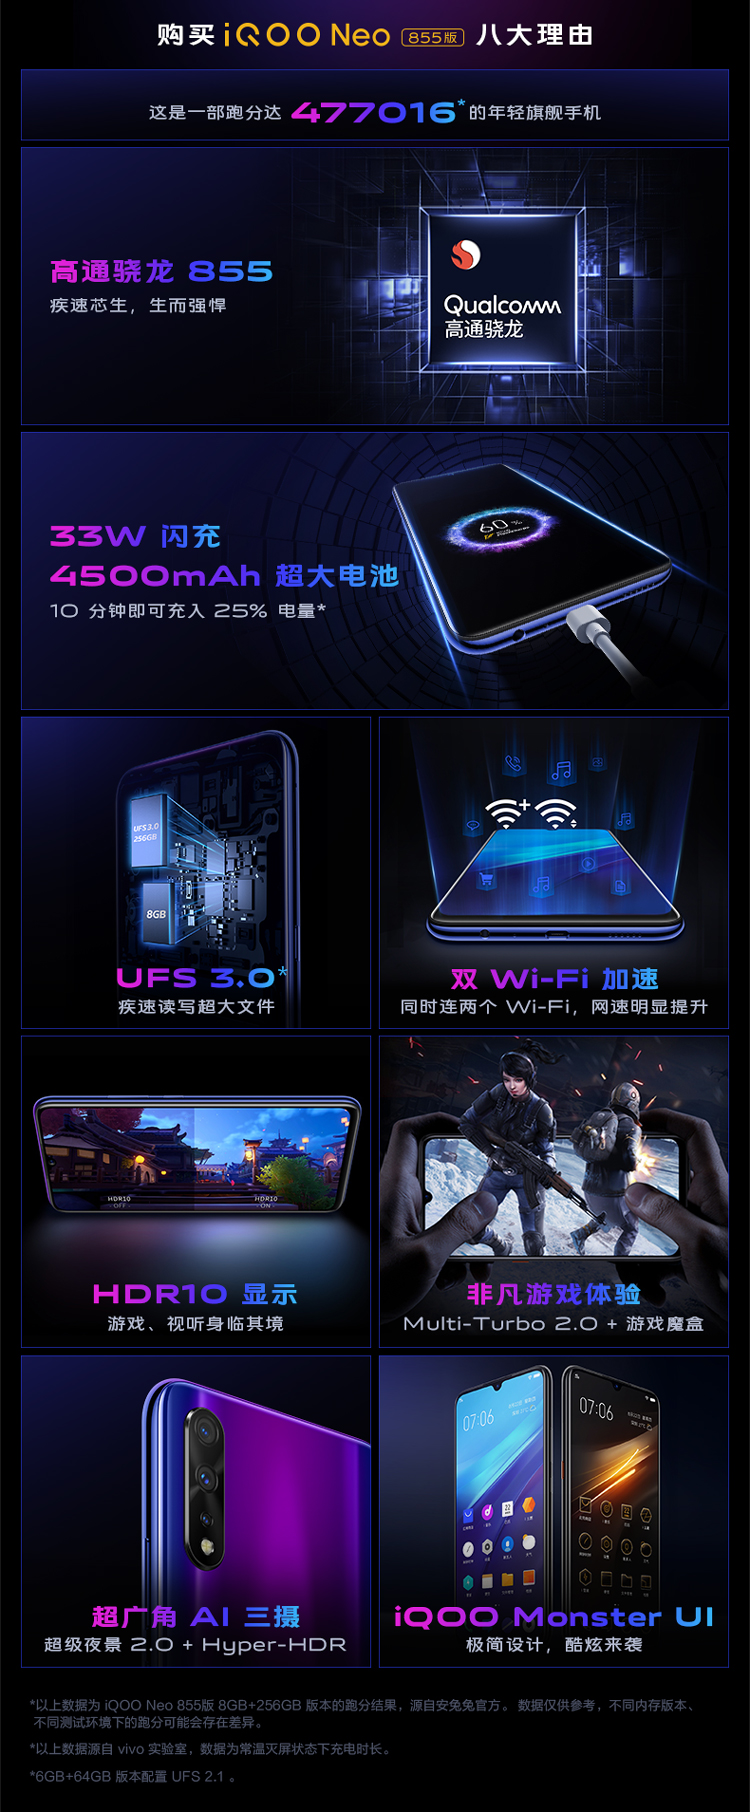 购买 iQOO Neo 855版 八大理由
这是一部跑分达 477016* 的年轻旗舰手机
高通骁龙 855
疾速芯生，生而强悍
Qualcomm
高通骁龙
33W 闪充
4500mAh 超大电池
10 分钟即可充入 25% 电量*
60 %
UFS3.0
256GB
8GB
UFS 3.0*
疾速读写超大文件
双 Wi-Fi 加速
同时连两个 Wi-Fi，网速明显提升
HDR10
- OFF -
HDR10
- ON -
HDR10 显示
游戏、视听身临其境
非凡游戏体验
Multi-Turbo 2.0 + 游戏魔盒
超广角 AI 三摄
超级夜景 2.0 + Hyper-HDR
07:06
07:06
22
22
iQOO Monster UI
极简设计，酷炫来袭
*以上数据为 iQOO Neo 855版 8GB+256GB 版本的跑分结果，源自安兔兔官方。 数据仅供参考，不同内存版本、
不同测试环境下的跑分可能会存在差异。
*以上数据源自 vivo 实验室，数据为常温灭屏状态下充电时长。
*6GB+64GB 版本配置 UFS 2.1 。